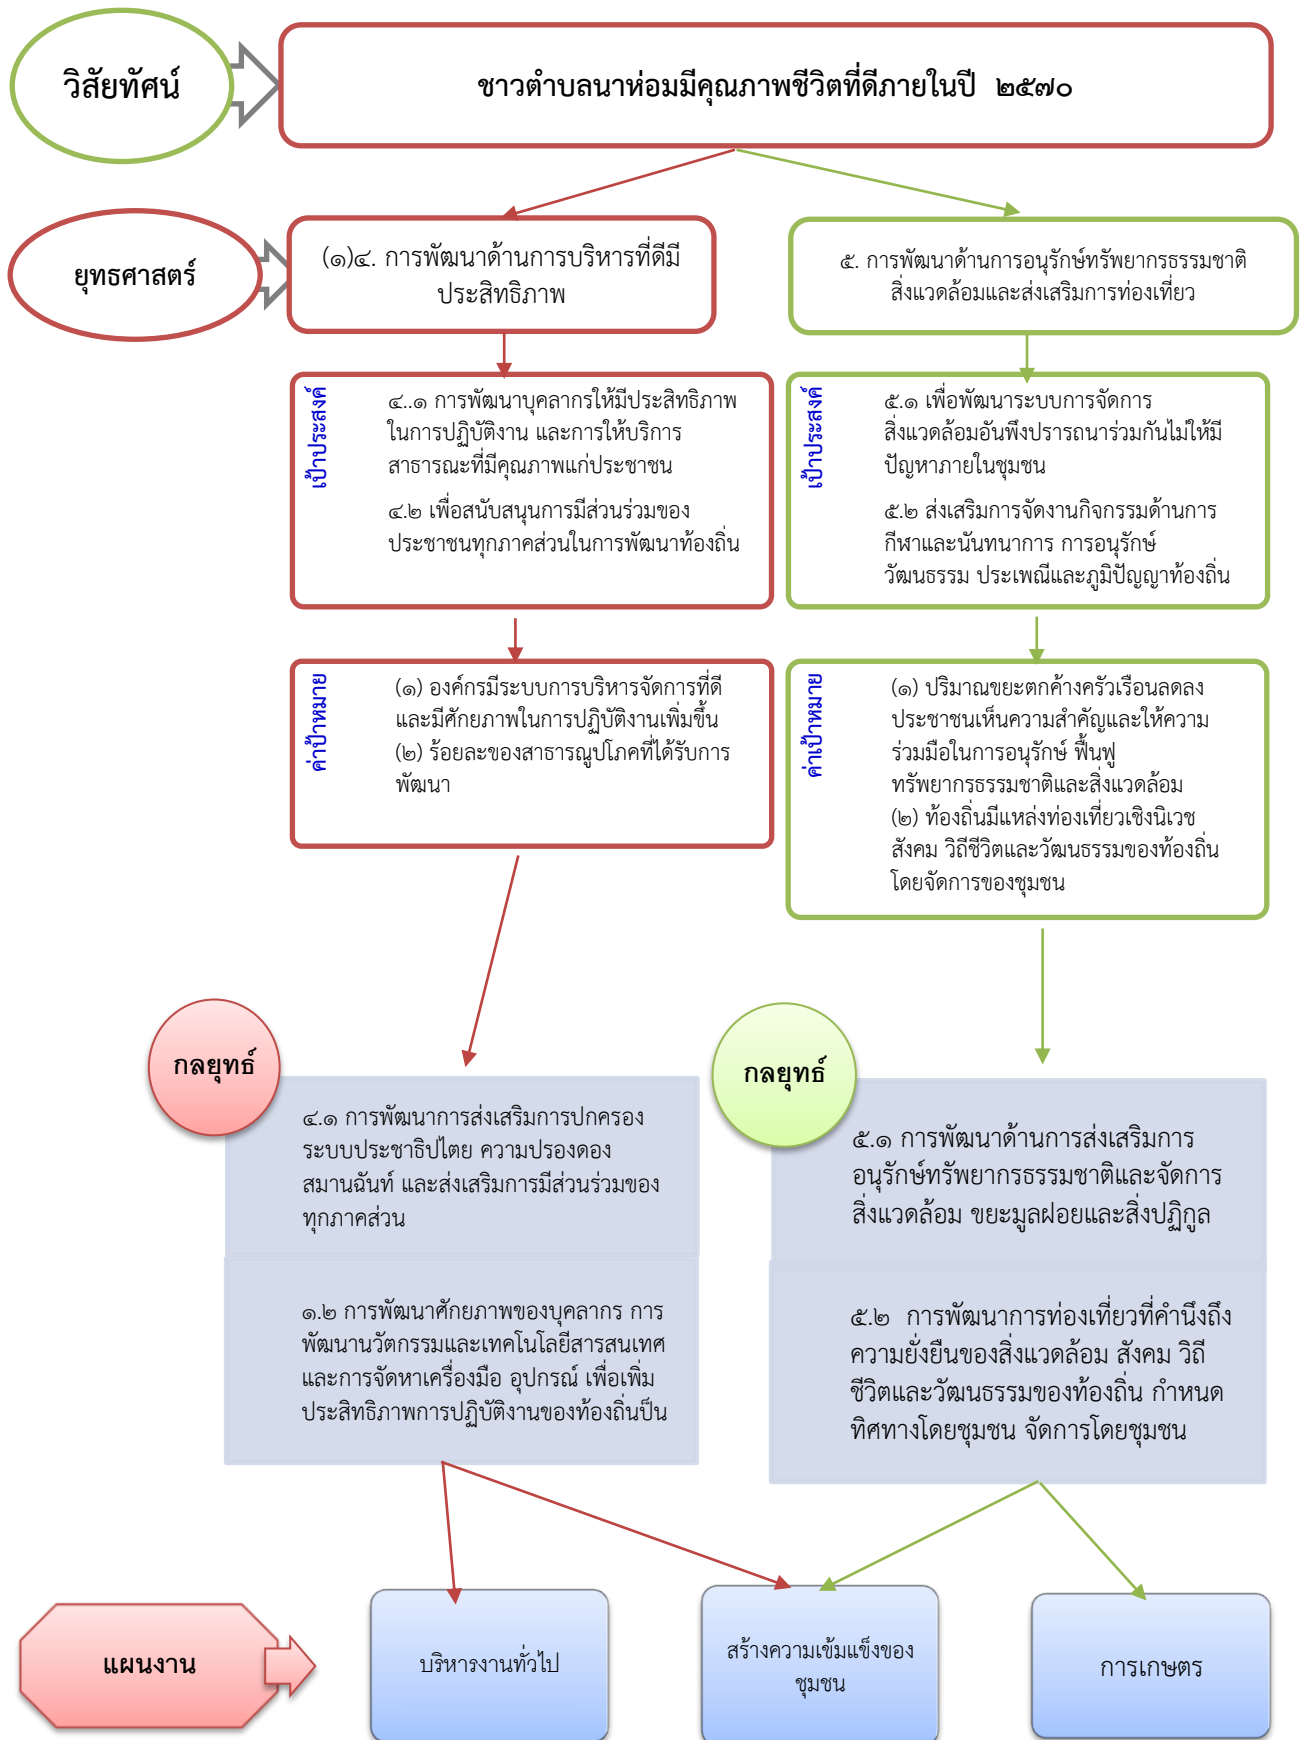 วิสัยทัศน์
ชาวตำบลนาห่อมมีคุณภาพชีวิตที่ดีภายในปี ๒๕๗๐
ยุทธศาสตร์
(๑)๔. การพัฒนาด้านการบริหารที่ดีมี
ประสิทธิภาพ
๕. การพัฒนาด้านการอนุรักษ์ทรัพยากรธรรมชาติ
สิ่งแวดล้อมและส่งเสริมการท่องเที่ยว
เป้าประสงค์
๔..๑ การพัฒนาบุคลากรให้มีประสิทธิภาพ
ในการปฏิบัติงาน และการให้บริการ
สาธารณะที่มีคุณภาพแก่ประชาชน
๔.๒ เพื่อสนับสนุนการมีส่วนร่วมของ
ประชาชนทุกภาคส่วนในการพัฒนาท้องถิ่น
เป้าประสงค์
๕.๑ เพื่อพัฒนาระบบการจัดการ
สิ่งแวดล้อมอันพึงปรารถนาร่วมกันไม่ให้มี
ปัญหาภายในชุมชน
๕.๒ ส่งเสริมการจัดงานกิจกรรมด้านการ
กีฬาและนันทนาการ การอนุรักษ์
วัฒนธรรม ประเพณีและภูมิปัญญาท้องถิ่น
ค่าป้าหมาย
(๑) องค์กรมีระบบการบริหารจัดการที่ดี
และมีศักยภาพในการปฏิบัติงานเพิ่มขึ้น
(๒) ร้อยละของสาธารณูปโภคที่ได้รับการ
พัฒนา
ค่าเป้าหมาย
(๑) ปริมาณขยะตกค้างครัวเรือนลดลง
ประชาชนเห็นความสำคัญและให้ความ
ร่วมมือในการอนุรักษ์ ฟื้นฟู
ทรัพยากรธรรมชาติและสิ่งแวดล้อม
(๒) ท้องถิ่นมีแหล่งท่องเที่ยวเชิงนิเวช
สังคม วิถีชีวิตและวัฒนธรรมของท้องถิ่น
โดยจัดการของชุมชน
กลยุทธ์
๔.๑ การพัฒนาการส่งเสริมการปกครอง
ระบบประชาธิปไตย ความปรองดอง
สมานฉันท์ และส่งเสริมการมีส่วนร่วมของ
ทุกภาคส่วน
๑.๒ การพัฒนาศักยภาพของบุคลากร การ
พัฒนานวัตกรรมและเทคโนโลยีสารสนเทศ
และการจัดหาเครื่องมือ อุปกรณ์ เพื่อเพิ่ม
ประสิทธิภาพการปฏิบัติงานของท้องถิ่นป็น
กลยุทธ์
๕.๑ การพัฒนาด้านการส่งเสริมการ
อนุรักษ์ทรัพยากรธรรมชาติและจัดการ
สิ่งแวดล้อม ขยะมูลฝอยและสิ่งปฏิกูล
๕.๒ การพัฒนาการท่องเที่ยวที่คำนึงถึง
ความยั่งยืนของสิ่งแวดล้อม สังคม วิถี
ชีวิตและวัฒนธรรมของท้องถิ่น กำหนด
ทิศทางโดยชุมชน จัดการโดยชุมชน
แผนงาน
บริหารงานทั่วไป
สร้างความเข้มแข็งของ
ชุมชน
การเกษตร